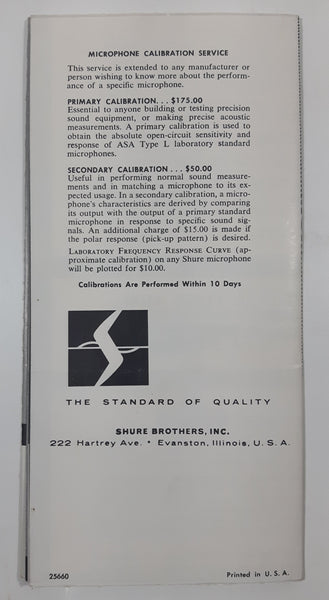 MICROPHONE CALIBRATION SERVICE
This service is extended to any manufacturer or
person wishing to know more about the perform-
ance of a specific microphone.
PRIMARY CALIBRATION... $175.00
Essential to anyone building or testing precision
sound equipment, or making precise acoustic
measurements. A primary calibration is used to
obtain the absolute open-circuit sensitivity and
response of ASA Type L laboratory standard
microphones.
SECONDARY CALIBRATION... $50.00
Useful in performing normal sound measure-
ments and in matching a microphone to its ex-
pected usage. In a secondary calibration, a micro-
phone's characteristics are derived by comparing
its output with the output of a primary standard
microphone in response to specific sound sig-
nals. An additional charge of $15.00 is made if
the polar response (pick-up pattern) is desired.
LABORATORY FREQUENCY RESPONSE CURVE (ap-
proximate calibration) on any Shure microphone
will be plotted for $10.00.
Calibrations Are Performed Within 10 Days
THE STANDARD OF QUALITY
SHURE BROTHERS, INC.
222 Hartrey Ave. • Evanston, Illinois, U. S. A.
25660 Printed in U. S. A.